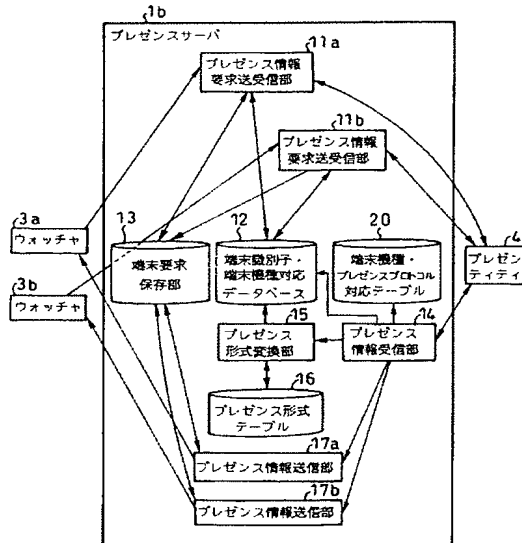 1b
プレゼンスサーバ
11a
プレゼンス情報
要求送受信部
11b
プレゼンス情報
要求送受信部
3a
ウォッチャ
3b
ウォッチャ
13
端末要求
保存部
12
端末識別子・
端末機種対応
データベース
20
端末機種・
プレゼンスプロトコル
対応テーブル
4
プレゼン
ティティ
15
プレゼンス
形式変換部
14
プレゼンス
情報受信部
16
プレゼンス形式
テーブル
17a
プレゼンス情報送信部
17b
プレゼンス情報送信部